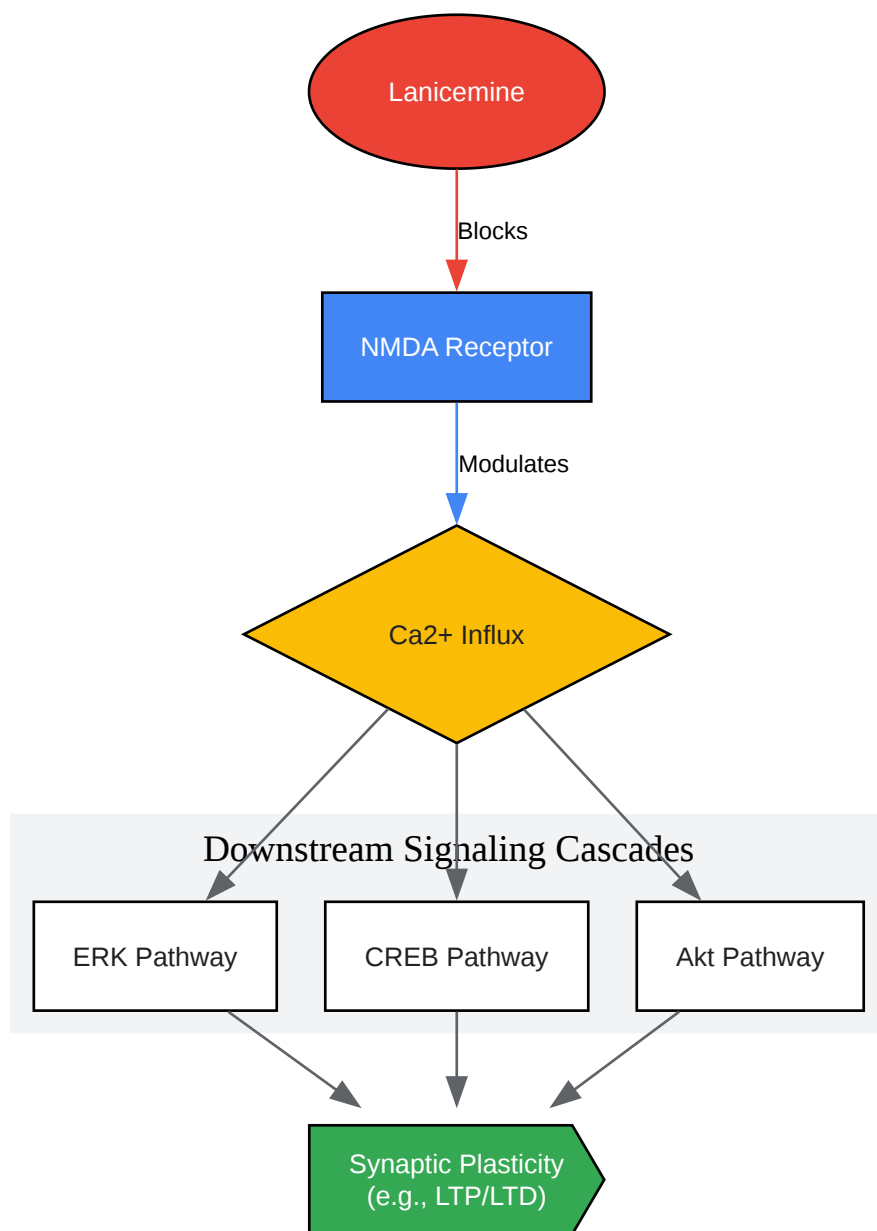 Lanicemine
Blocks
NMDA Receptor
Modulates
Ca2+ Influx
Downstream Signaling Cascades
ERK Pathway
CREB Pathway
Akt Pathway
Synaptic Plasticity
(e.g., LTP/LTD)